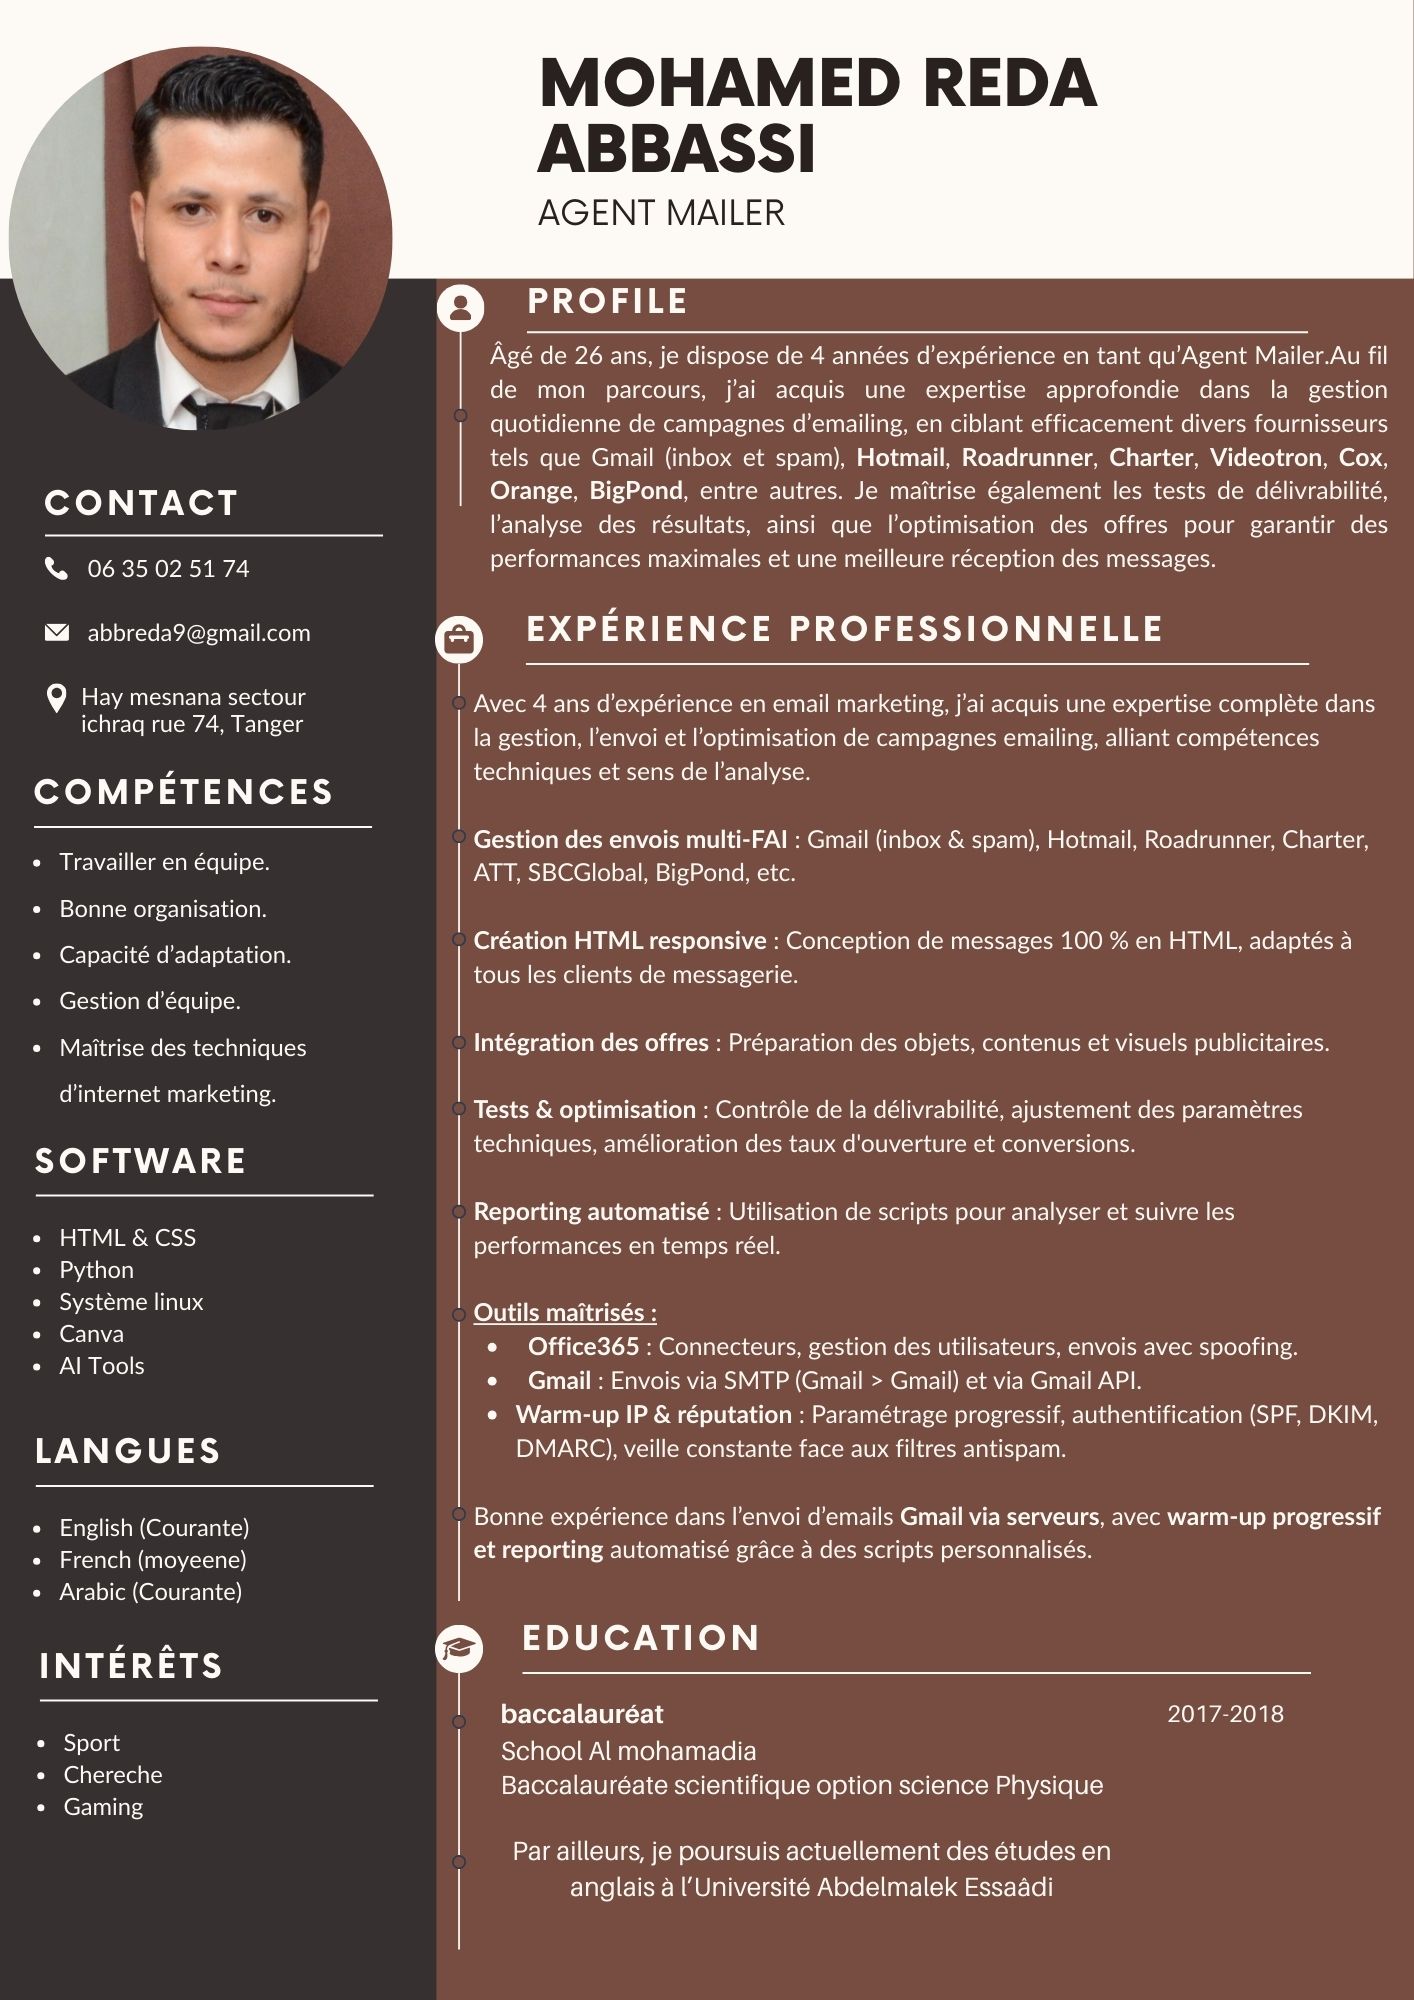 MOHAMED REDA
ABBASSI
AGENT MAILER
CONTACT
06 35 02 51 74
abbreda9@gmail.com
Hay mesnana sectour
ichraq rue 74, Tanger
COMPÉTENCES
• Travailler en équipe.
• Bonne organisation.
• Capacité d’adaptation.
• Gestion d’équipe.
• Maîtrise des techniques
d’internet marketing.
SOFTWARE
• HTML & CSS
• Python
• Système linux
• Canva
• AI Tools
LANGUES
• English (Courante)
• French (moyeene)
• Arabic (Courante)
INTÉRÊTS
• Sport
• Chereche
• Gaming
PROFILE
Âgé de 26 ans, je dispose de 4 années d’expérience en tant qu’Agent Mailer.Au fil
de mon parcours, j’ai acquis une expertise approfondie dans la gestion
quotidienne de campagnes d’emailing, en ciblant efficacement divers fournisseurs
tels que Gmail (inbox et spam), Hotmail, Roadrunner, Charter, Videotron, Cox,
Orange, BigPond, entre autres. Je maîtrise également les tests de délivrabilité,
l’analyse des résultats, ainsi que l’optimisation des offres pour garantir des
performances maximales et une meilleure réception des messages.
EXPÉRIENCE PROFESSIONNELLE
Avec 4 ans d’expérience en email marketing, j’ai acquis une expertise complète dans
la gestion, l’envoi et l’optimisation de campagnes emailing, alliant compétences
techniques et sens de l’analyse.
Gestion des envois multi-FAI : Gmail (inbox & spam), Hotmail, Roadrunner, Charter,
ATT, SBCGlobal, BigPond, etc.
Création HTML responsive : Conception de messages 100 % en HTML, adaptés à
tous les clients de messagerie.
Intégration des offres : Préparation des objets, contenus et visuels publicitaires.
Tests & optimisation : Contrôle de la délivrabilité, ajustement des paramètres
techniques, amélioration des taux d'ouverture et conversions.
Reporting automatisé : Utilisation de scripts pour analyser et suivre les
performances en temps réel.
Outils maîtrisés :
• Office365 : Connecteurs, gestion des utilisateurs, envois avec spoofing.
• Gmail : Envois via SMTP (Gmail > Gmail) et via Gmail API.
• Warm-up IP & réputation : Paramétrage progressif, authentification (SPF, DKIM,
DMARC), veille constante face aux filtres antispam.
Bonne expérience dans l’envoi d’emails Gmail via serveurs, avec warm-up progressif
et reporting automatisé grâce à des scripts personnalisés.
EDUCATION
baccalauréat 2017-2018
School Al mohamadia
Baccalauréate scientifique option science Physique
Par ailleurs, je poursuis actuellement des études en
anglais à l’Université Abdelmalek Essaâdi